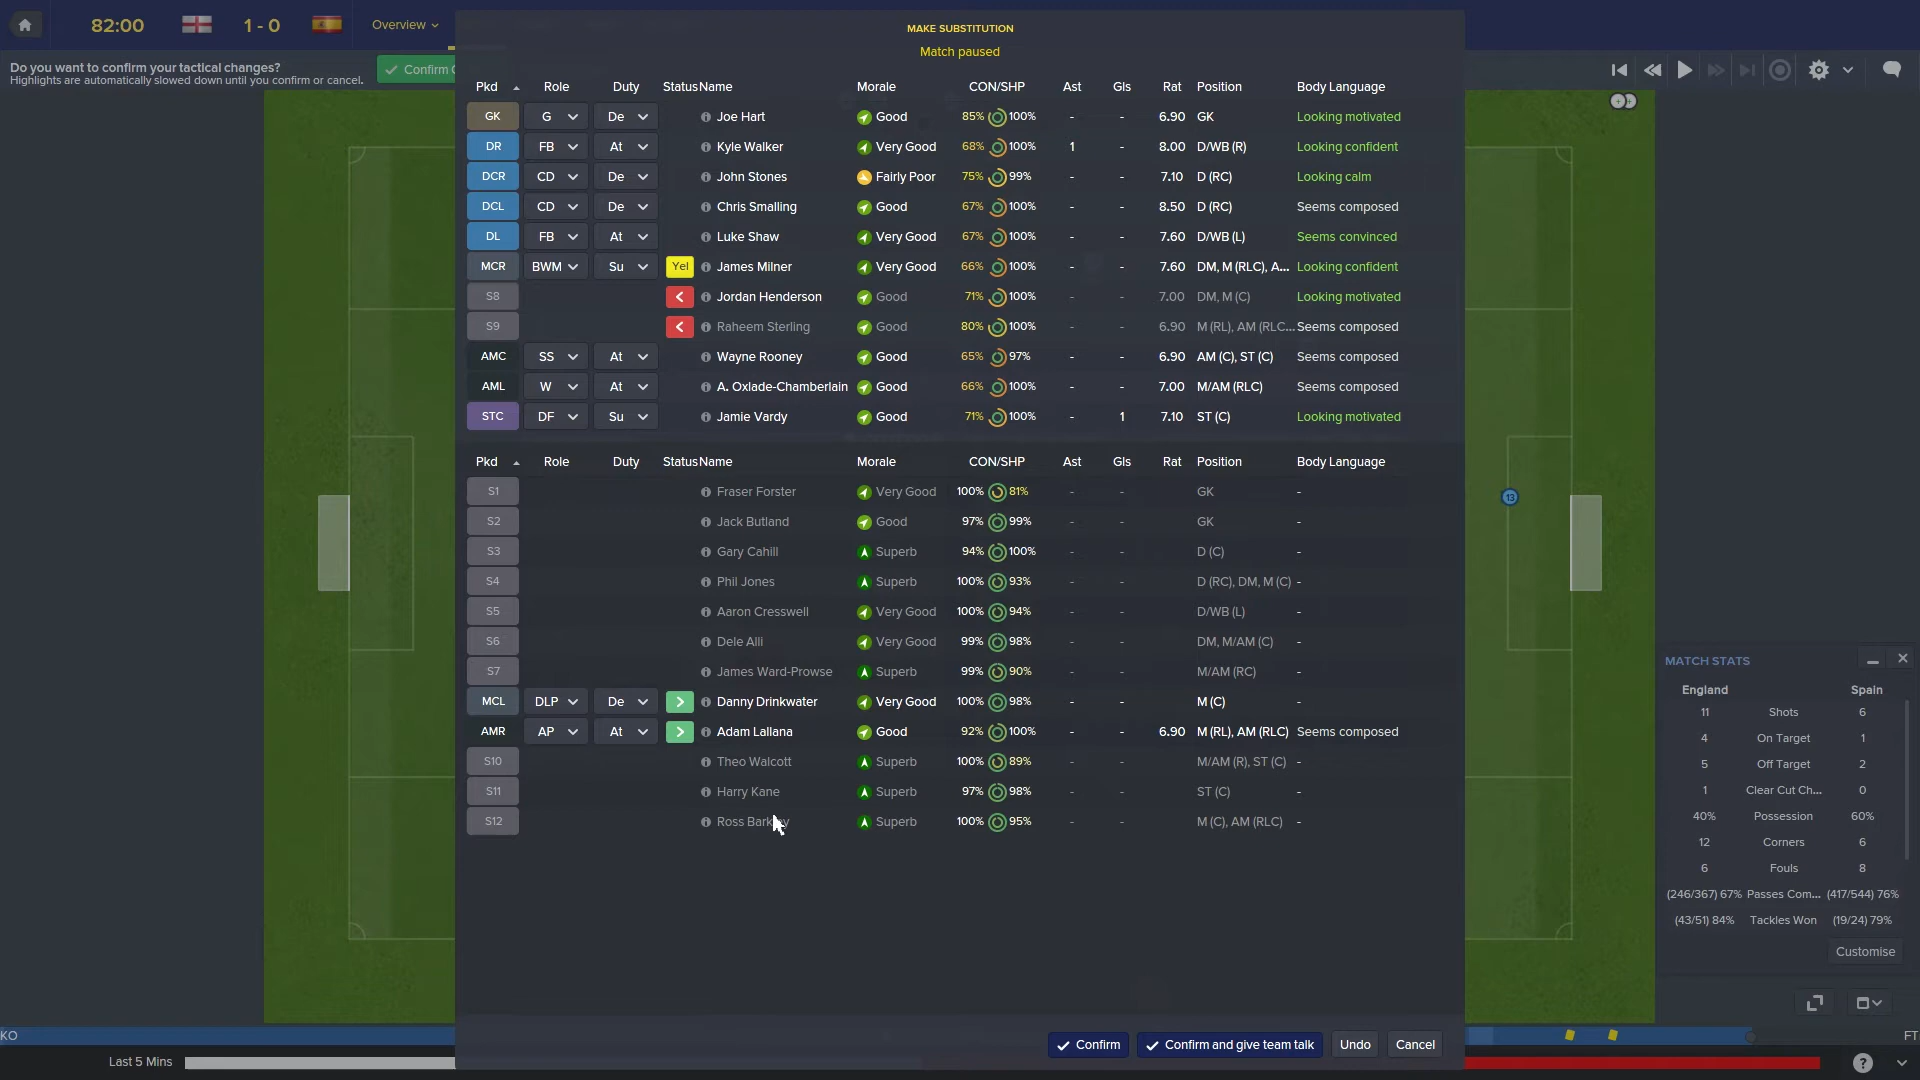 82:00 1 - 0 Overview
MAKE SUBSTITUTION
Match paused
Do you want to confirm your tactical changes?
Highlights are automatically slowed down until you confirm or cancel.
Confirm
Pkd Role Duty Status Name Morale CON/SHP Ast Gls Rat Position Body Language
GK G De Joe Hart Good 85% 100% - - 6.90 GK Looking motivated
DR FB At Kyle Walker Very Good 68% 100% 1 - 8.00 D/WB (R) Looking confident
DCR CD De John Stones Fairly Poor 75% 99% - - 7.10 D (RC) Looking calm
DCL CD De Chris Smalling Good 67% 100% - - 8.50 D (RC) Seems composed
DL FB At Luke Shaw Very Good 67% 100% - - 7.60 D/WB (L) Seems convinced
MCR BWM Su Yel James Milner Very Good 66% 100% - - 7.60 DM, M (RLC), A... Looking confident
S8 Jordan Henderson Good 71% 100% - - 7.00 DM, M (C) Looking motivated
S9 Raheem Sterling Good 80% 100% - - 6.90 M (RL), AM (RLC... Seems composed
AMC SS At Wayne Rooney Good 65% 97% - - 6.90 AM (C), ST (C) Seems composed
AML W At A. Oxlade-Chamberlain Good 66% 100% - - 7.00 M/AM (RLC) Seems composed
STC DF Su Jamie Vardy Good 71% 100% - 1 7.10 ST (C) Looking motivated
Pkd Role Duty Status Name Morale CON/SHP Ast Gls Rat Position Body Language
S1 Fraser Forster Very Good 100% 81% - - GK -
S2 Jack Butland Good 97% 99% - - GK -
S3 Gary Cahill Superb 94% 100% - - D (C) -
S4 Phil Jones Superb 100% 93% - - D (RC), DM, M (C) -
S5 Aaron Cresswell Very Good 100% 94% - - D/WB (L) -
S6 Dele Alli Very Good 99% 98% - - DM, M/AM (C) -
S7 James Ward-Prowse Superb 99% 90% - - M/AM (RC) -
MCL DLP De Danny Drinkwater Very Good 100% 98% - - M (C) -
AMR AP At Adam Lallana Good 92% 100% - - 6.90 M (RL), AM (RLC) Seems composed
S10 Theo Walcott Superb 100% 89% - - M/AM (R), ST (C) -
S11 Harry Kane Superb 97% 98% - - ST (C) -
S12 Ross Superb 100% 95% - - M (C), AM (RLC) -
13
MATCH STATS
England Spain
11 Shots 6
4 On Target 1
5 Off Target 2
1 Clear Cut Ch... 0
40% Possession 60%
12 Corners 6
6 Fouls 8
(246/367) 67% Passes Com... (417/544) 76%
(43/51) 84% Tackles Won (19/24) 79%
Customise
KO FT
Confirm Confirm and give team talk Undo Cancel
Last 5 Mins ?